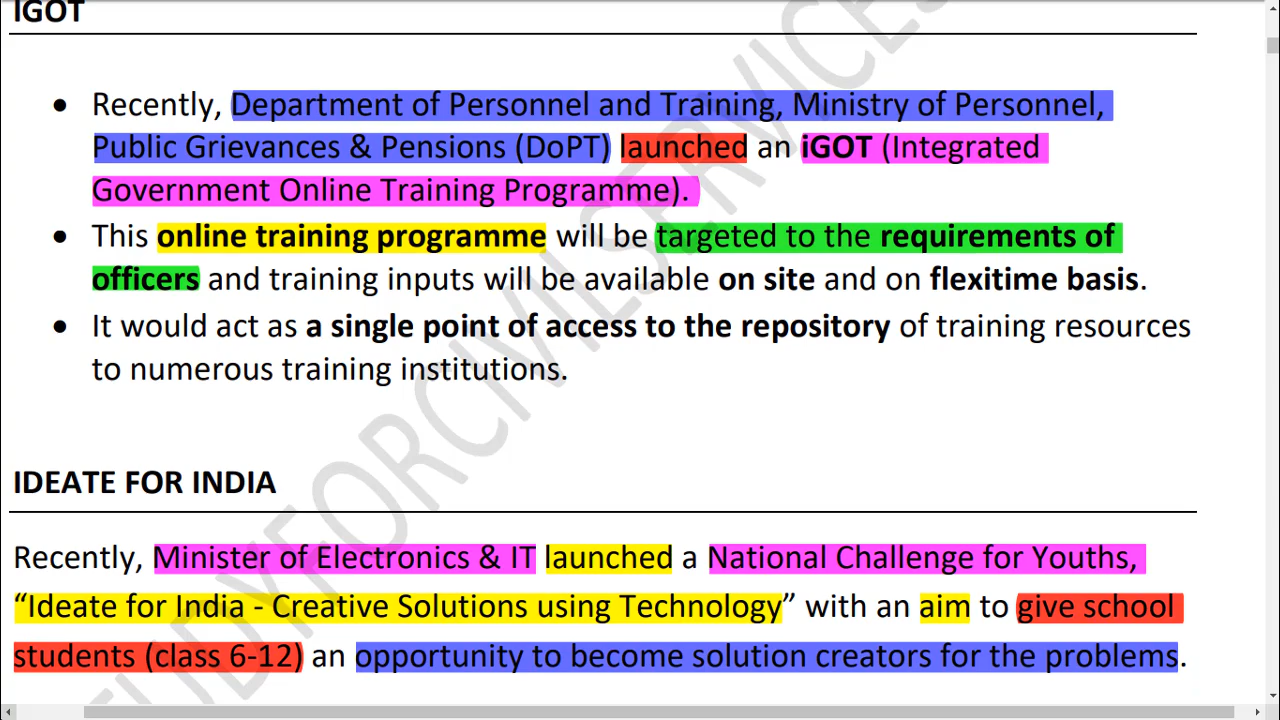 IGOT
• Recently, Department of Personnel and Training, Ministry of Personnel,
Public Grievances & Pensions (DoPT) launched an iGOT (Integrated
Government Online Training Programme).
• This online training programme will be targeted to the requirements of
officers and training inputs will be available on site and on flexitime basis.
• It would act as a single point of access to the repository of training resources
to numerous training institutions.
IDEATE FOR INDIA
Recently, Minister of Electronics & IT launched a National Challenge for Youths,
“Ideate for India - Creative Solutions using Technology” with an aim to give school
students (class 6-12) an opportunity to become solution creators for the problems.
STUDYFORCIVILSERVICES